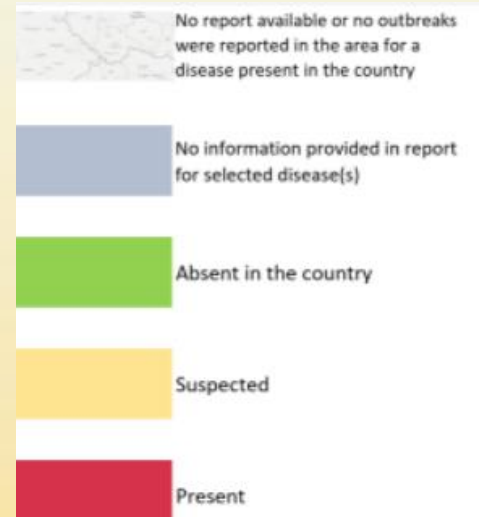 No report available or no outbreaks
were reported in the area for a
disease present in the country
No information provided in report
for selected disease(s)
Absent in the country
Suspected
Present